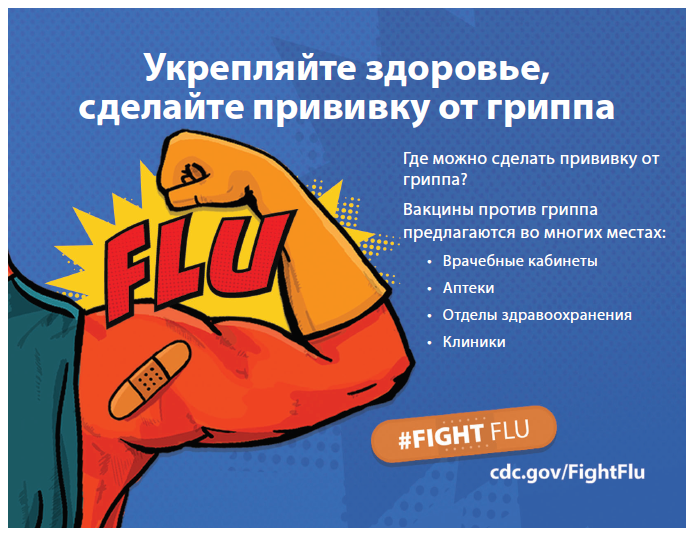 Укрепляйте здоровье,
сделайте прививку от гриппа
Где можно сделать прививку от
гриппа?
Вакцины против гриппа
предлагаются во многих местах:
• Врачебные кабинеты
• Аптеки
• Отделы здравоохранения
• Клиники
FLU
#FIGHT FLU
cdc.gov/FightFlu